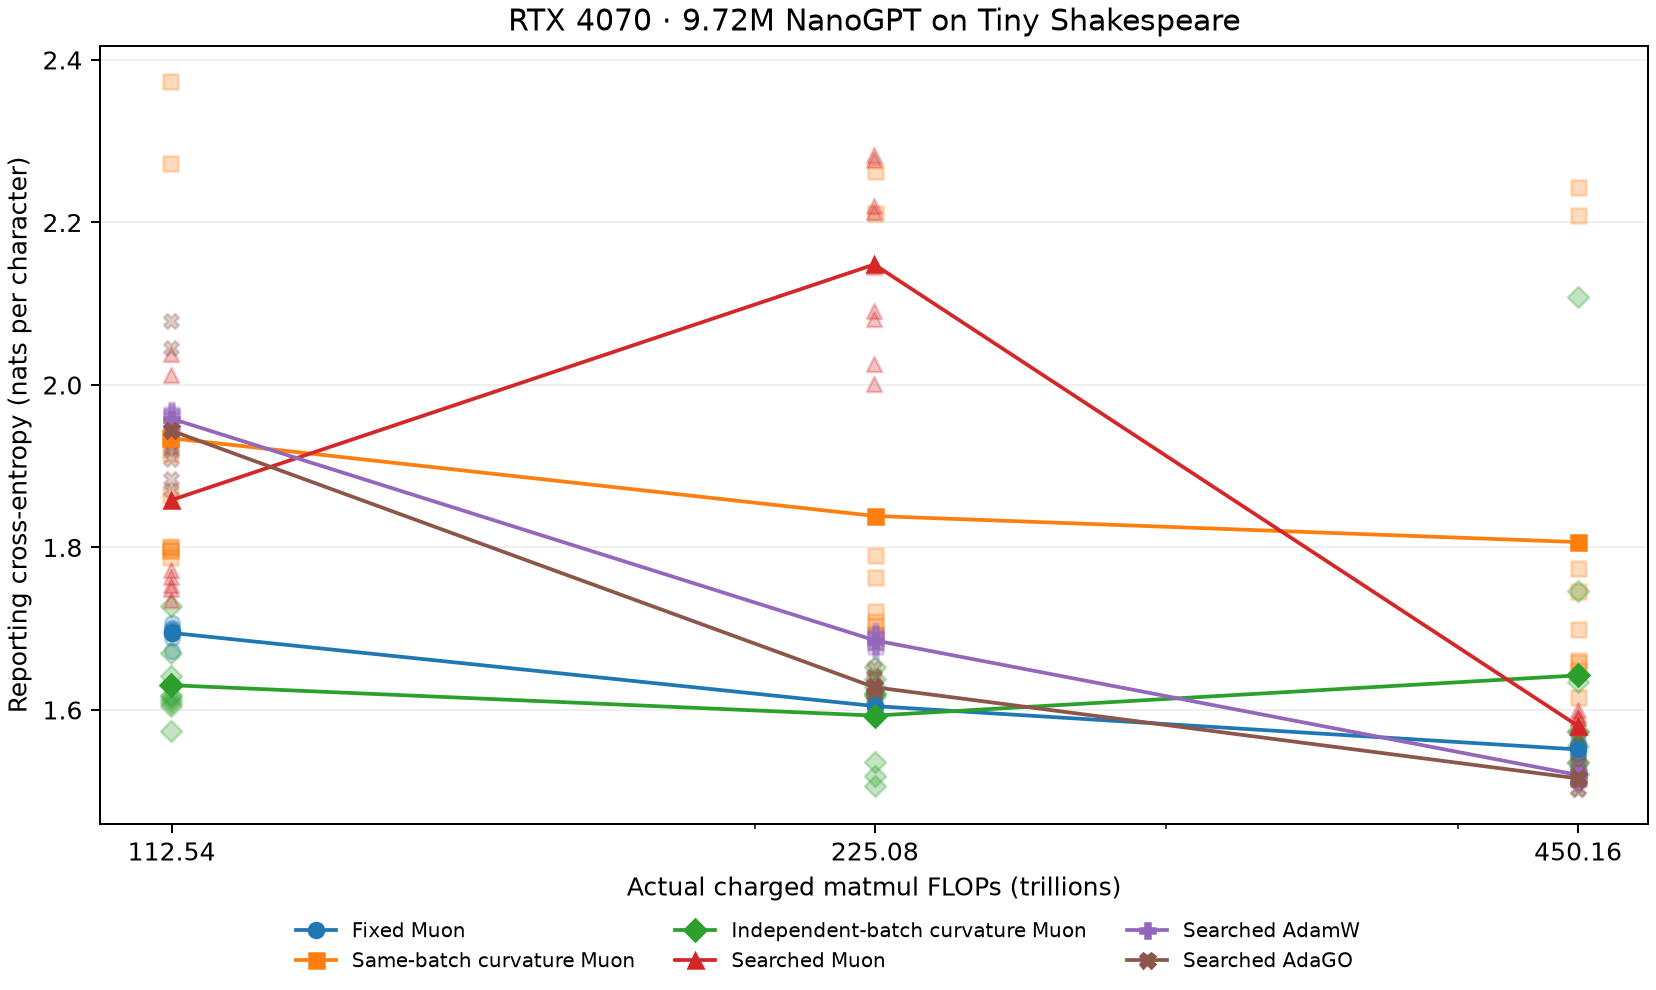 RTX 4070 · 9.72M NanoGPT on Tiny Shakespeare
Reporting cross-entropy (nats per character)
2.4
2.2
2.0
1.8
1.6
112.54
225.08
450.16
Actual charged matmul FLOPs (trillions)
Fixed Muon
Same-batch curvature Muon
Independent-batch curvature Muon
Searched Muon
Searched AdamW
Searched AdaGO